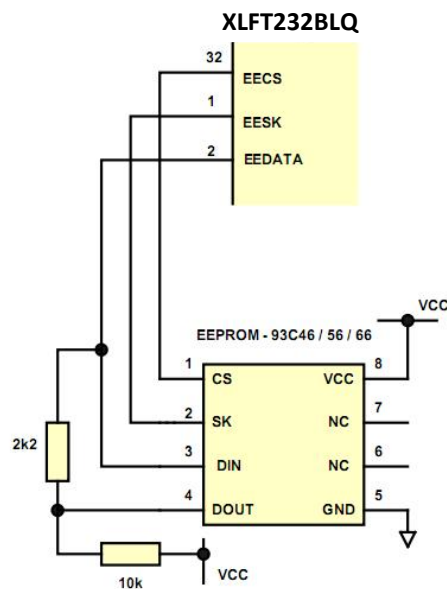 XLFT232BLQ
32
EECS
1
EESK
2
EEDATA
VCC
EEPROM - 93C46 / 56 / 66
1
CS
VCC
8
2
SK
NC
7
2k2
3
DIN
NC
6
4
DOUT
GND
5
10k
VCC